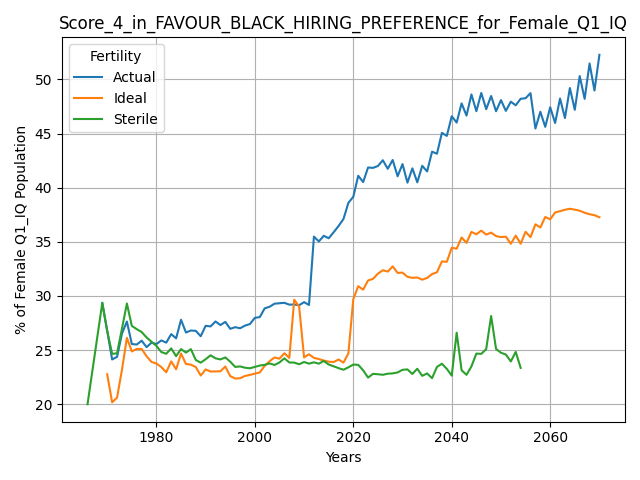 Score_4_in_FAVOUR_BLACK_HIRING_PREFERENCE_for_Female_Q1_IQ
Fertility
Actual
Ideal
Sterile
% of Female Q1_IQ Population
50
45
40
35
30
25
20
1980
2000
2020
2040
2060
Years